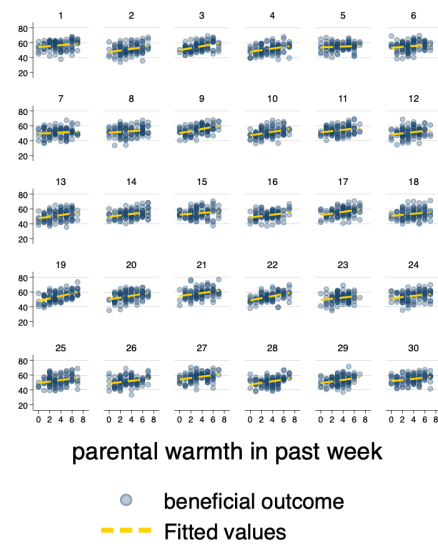 1 2 3 4 5 6
80
60
40
20
7 8 9 10 11 12
80
60
40
20
13 14 15 16 17 18
80
60
40
20
19 20 21 22 23 24
80
60
40
20
25 26 27 28 29 30
80
60
40
20
0 2 4 6 8 0 2 4 6 8 0 2 4 6 8 0 2 4 6 8 0 2 4 6 8 0 2 4 6 8
parental warmth in past week
beneficial outcome
Fitted values